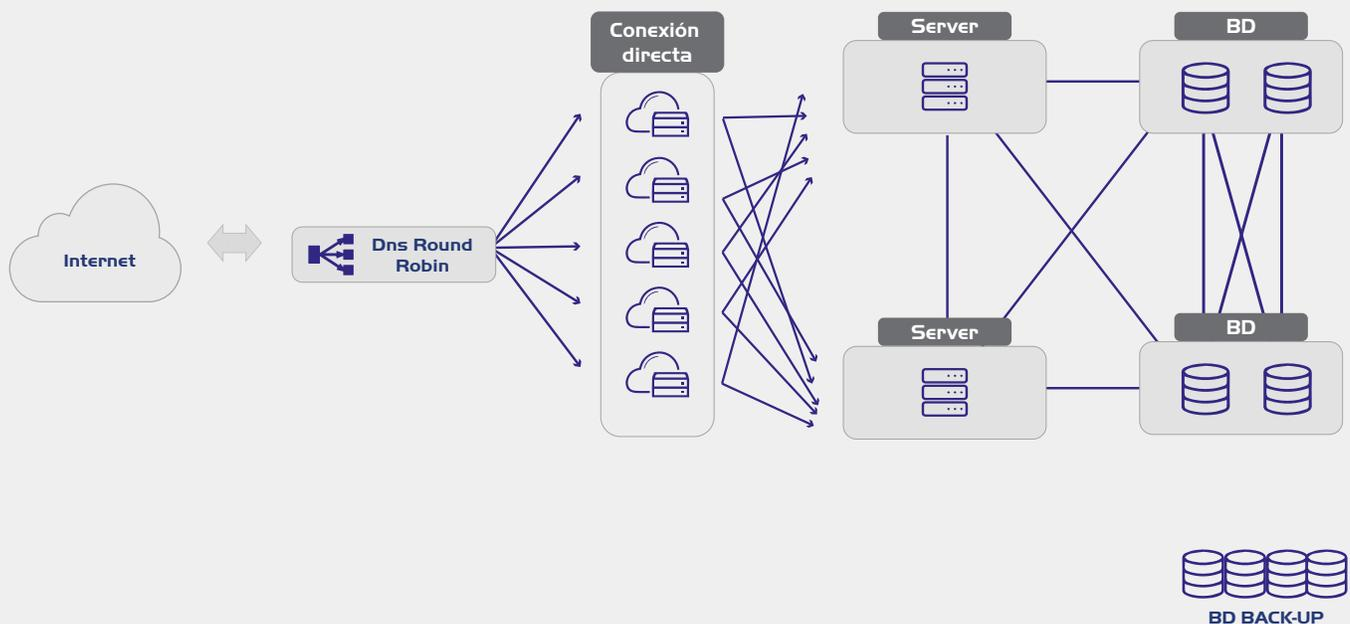 Conexión
directa
Server
BD
Internet
Dns Round
Robin
Server
BD
BD BACK-UP